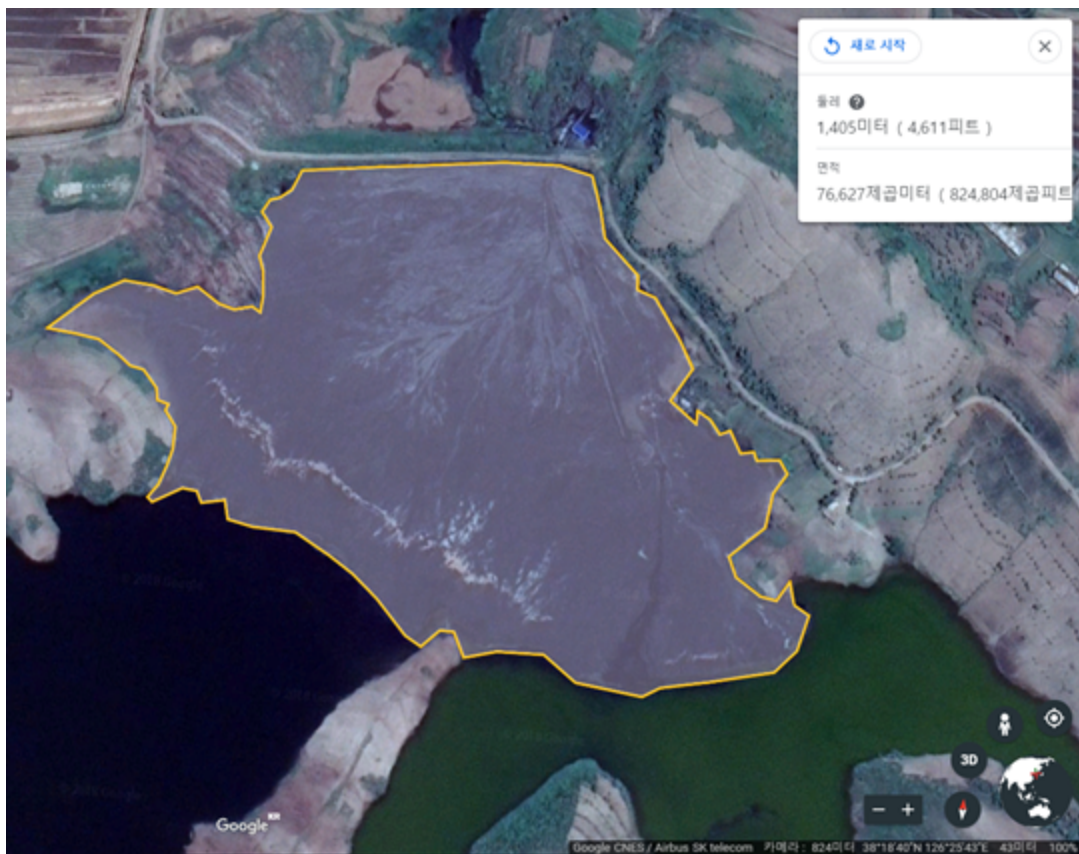 새로 시작
둘레 ?
1,405미터 ( 4,611피트 )
면적
76,627제곱미터 ( 824,804제곱피트
3D
Google KR
Google CNES / Airbus SK telecom 카메라 : 824미터 38°18'40"N 126°25'43"E 43미터 100%